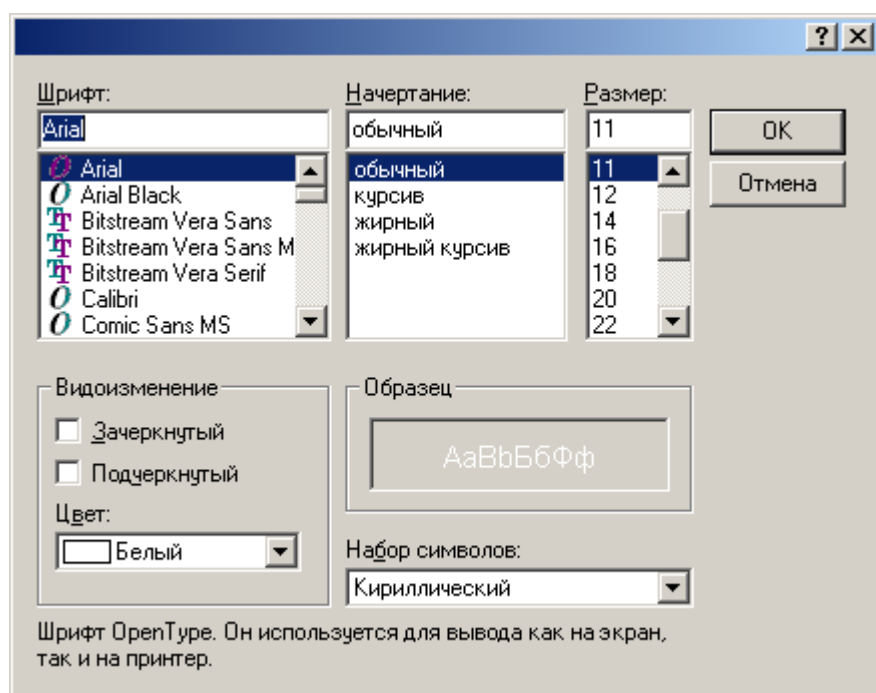 Шрифт:
Arial
Arial
Arial Black
Bitstream Vera Sans
Bitstream Vera Sans M
Bitstream Vera Serif
Calibri
Comic Sans MS
Начертание:
обычный
обычный
курсив
жирный
жирный курсив
Размер:
11
11
12
14
16
18
20
22
OK
Отмена
Видоизменение
Зачеркнутый
Подчеркнутый
Цвет:
Белый
Образец
AaBbБбФф
Набор символов:
Кириллический
Шрифт OpenType. Он используется для вывода как на экран,
так и на принтер.